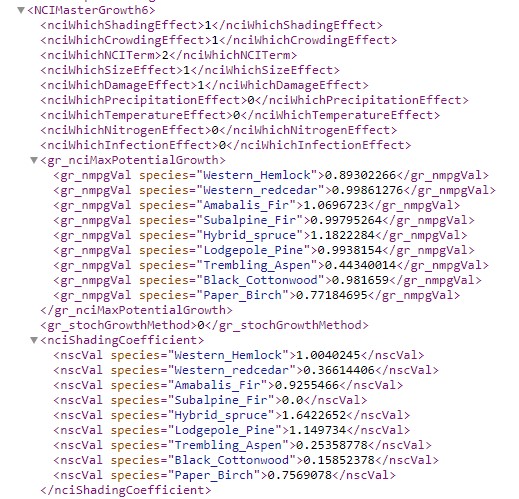 <NCIMasterGrowth6>
<nciWhichShadingEffect>1</nciWhichShadingEffect>
<nciWhichCrowdingEffect>1</nciWhichCrowdingEffect>
<nciWhichNCITerm>2</nciWhichNCITerm>
<nciWhichSizeEffect>1</nciWhichSizeEffect>
<nciWhichDamageEffect>1</nciWhichDamageEffect>
<nciWhichPrecipitationEffect>0</nciWhichPrecipitationEffect>
<nciWhichTemperatureEffect>0</nciWhichTemperatureEffect>
<nciWhichNitrogenEffect>0</nciWhichNitrogenEffect>
<nciWhichInfectionEffect>0</nciWhichInfectionEffect>
<gr_nciMaxPotentialGrowth>
<gr_nmpgVal species="Western_Hemlock">0.89302266</gr_nmpgVal>
<gr_nmpgVal species="Western_redcedar">0.99861276</gr_nmpgVal>
<gr_nmpgVal species="Amabalis_Fir">1.0696723</gr_nmpgVal>
<gr_nmpgVal species="Subalpine_Fir">0.99795264</gr_nmpgVal>
<gr_nmpgVal species="Hybrid_spruce">1.1822284</gr_nmpgVal>
<gr_nmpgVal species="Lodgepole_Pine">0.9938154</gr_nmpgVal>
<gr_nmpgVal species="Trembling_Aspen">0.44340014</gr_nmpgVal>
<gr_nmpgVal species="Black_Cottonwood">0.981659</gr_nmpgVal>
<gr_nmpgVal species="Paper_Birch">0.77184695</gr_nmpgVal>
</gr_nciMaxPotentialGrowth>
<gr_stochGrowthMethod>0</gr_stochGrowthMethod>
<nciShadingCoefficient>
<nscVal species="Western_Hemlock">1.0040245</nscVal>
<nscVal species="Western_redcedar">0.36614406</nscVal>
<nscVal species="Amabalis_Fir">0.9255466</nscVal>
<nscVal species="Subalpine_Fir">0.0</nscVal>
<nscVal species="Hybrid_spruce">1.6422652</nscVal>
<nscVal species="Lodgepole_Pine">1.149734</nscVal>
<nscVal species="Trembling_Aspen">0.25358778</nscVal>
<nscVal species="Black_Cottonwood">0.15852378</nscVal>
<nscVal species="Paper_Birch">0.7569078</nscVal>
</nciShadingCoefficient>